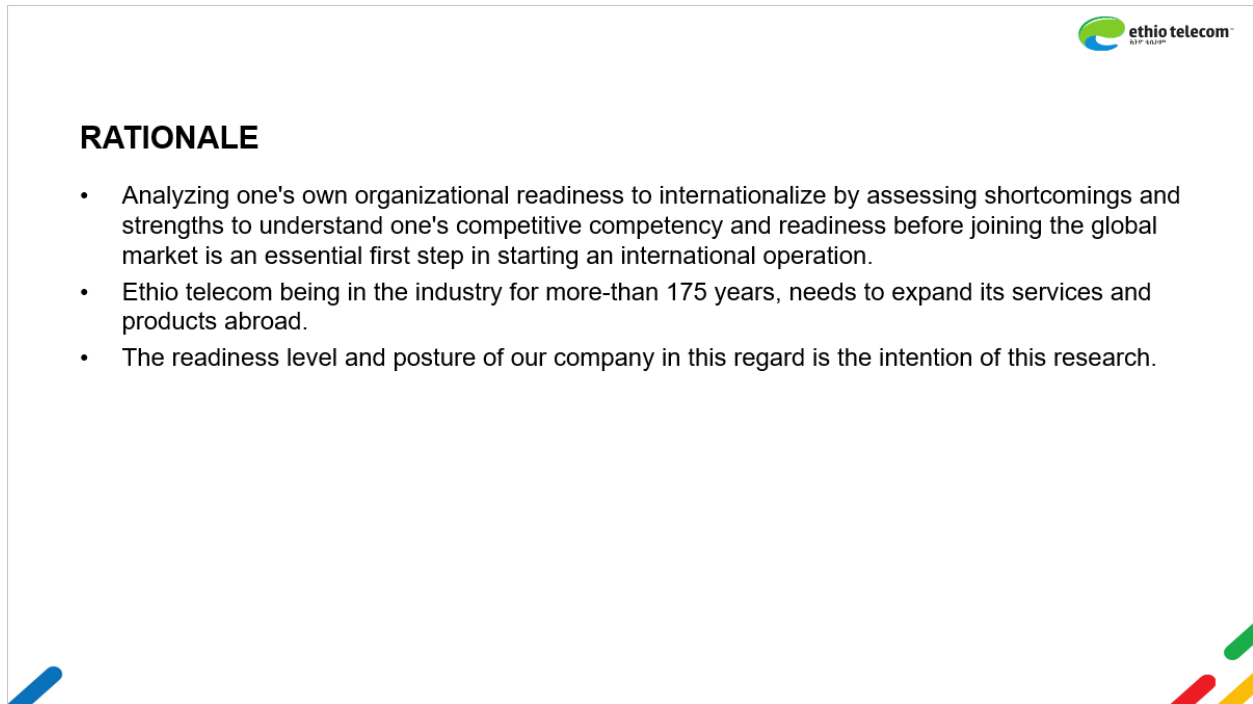 ethio telecom
ኢትዮ ቴሌኮም
RATIONALE
• Analyzing one's own organizational readiness to internationalize by assessing shortcomings and
strengths to understand one's competitive competency and readiness before joining the global
market is an essential first step in starting an international operation.
• Ethio telecom being in the industry for more-than 175 years, needs to expand its services and
products abroad.
• The readiness level and posture of our company in this regard is the intention of this research.